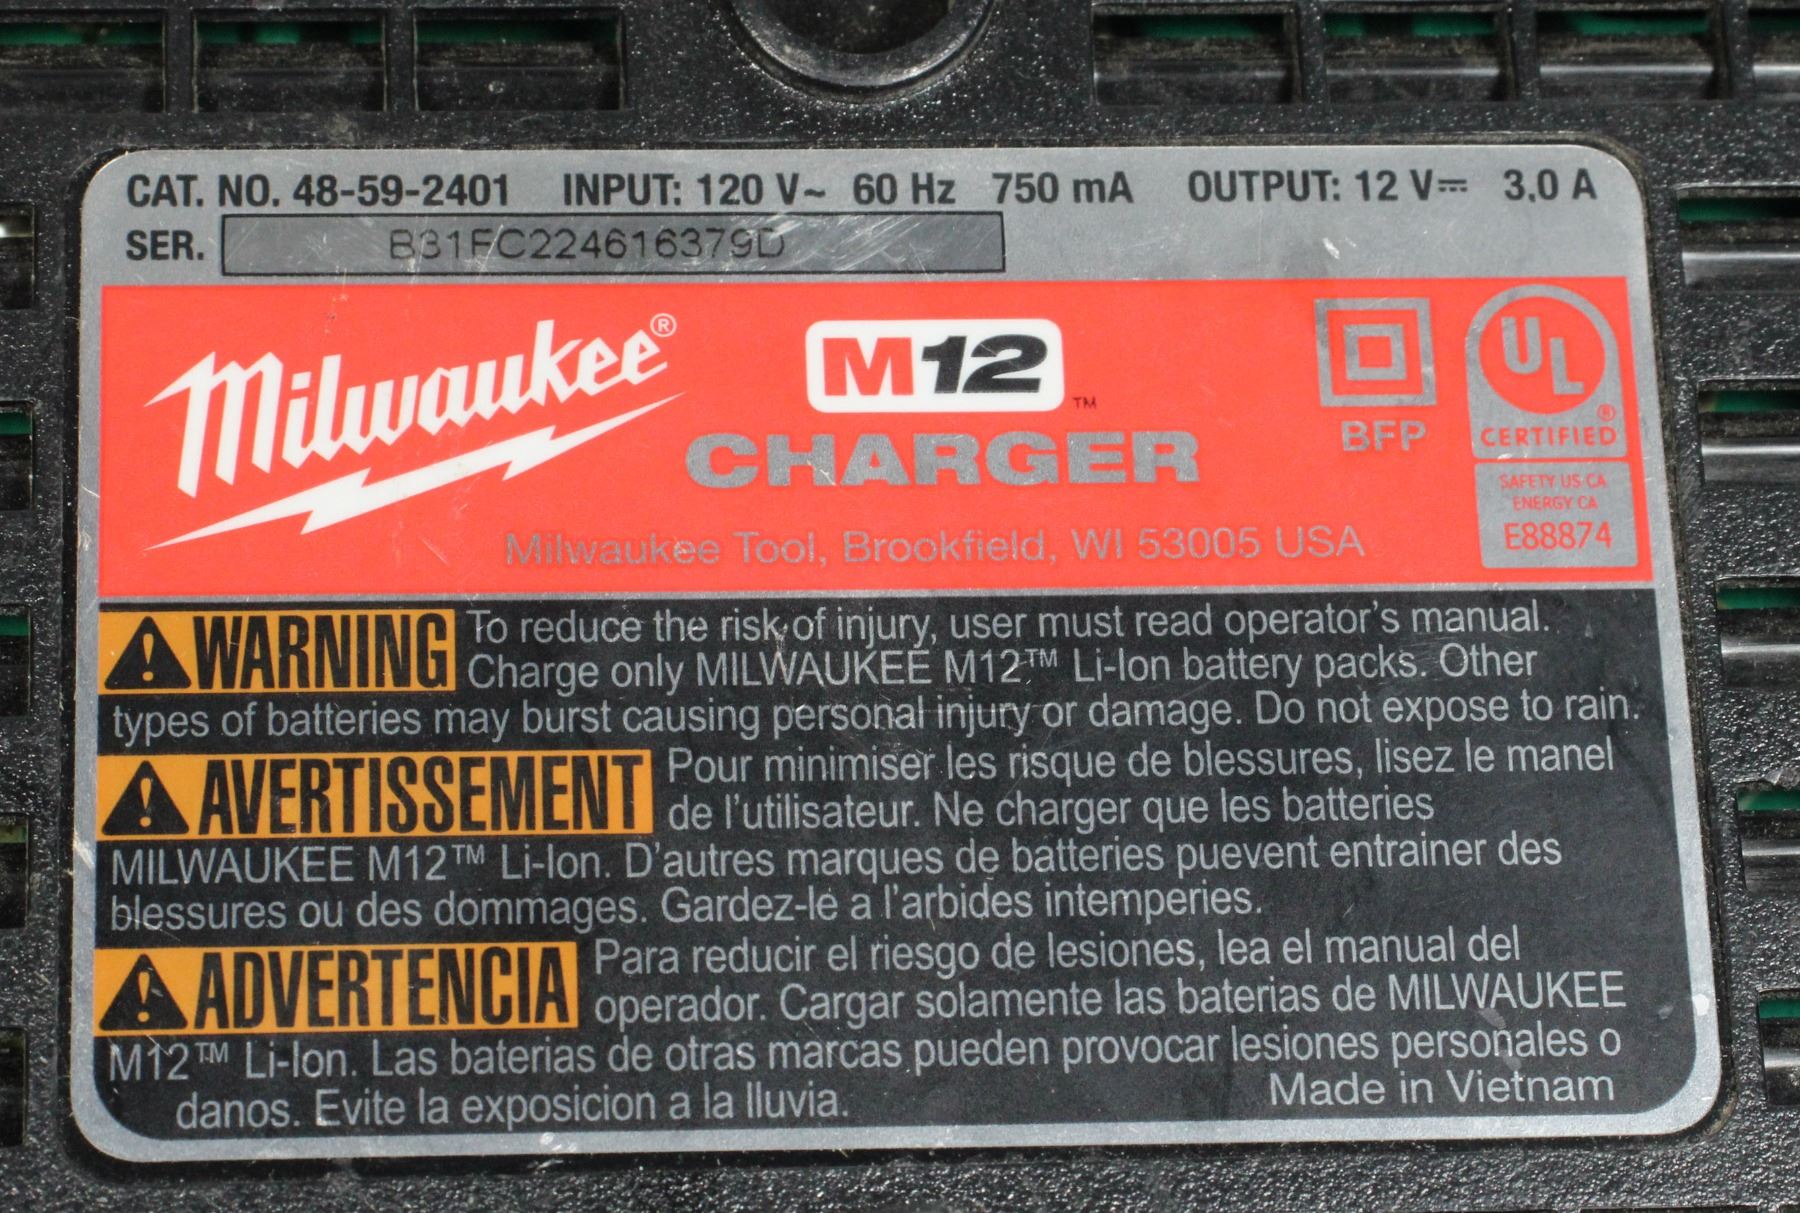 CAT. NO. 48-59-2401 INPUT: 120 V~ 60 Hz 750 mA OUTPUT: 12 V⎓ 3,0 A
SER. B31FC224616379D
Milwaukee®
M12™
CHARGER
BFP
UL®
CERTIFIED
SAFETY US CA
ENERGY CA
E88874
Milwaukee Tool, Brookfield, WI 53005 USA
WARNING To reduce the risk of injury, user must read operator's manual.
Charge only MILWAUKEE M12™ Li-Ion battery packs. Other
types of batteries may burst causing personal injury or damage. Do not expose to rain.
AVERTISSEMENT Pour minimiser les risque de blessures, lisez le manel
de l'utilisateur. Ne charger que les batteries
MILWAUKEE M12™ Li-Ion. D'autres marques de batteries puevent entrainer des
blessures ou des dommages. Gardez-le a l'arbides intemperies.
ADVERTENCIA Para reducir el riesgo de lesiones, lea el manual del
operador. Cargar solamente las baterias de MILWAUKEE
M12™ Li-Ion. Las baterias de otras marcas pueden provocar lesiones personales o
danos. Evite la exposicion a la lluvia.
Made in Vietnam